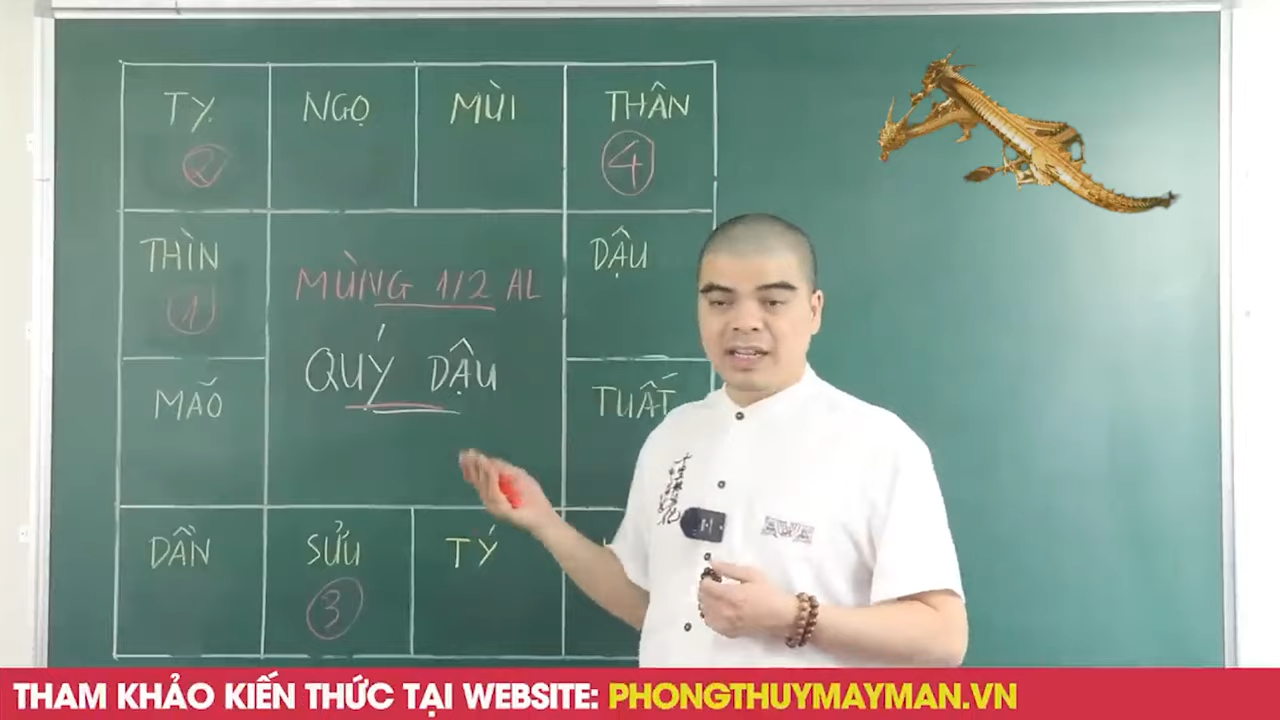 TỴ
②
NGỌ
MÙI
THÂN
④
THÌN
①
MÙNG 1/2 AL
QUÝ DẬU
DẬU
MÃO
TUẤT
DẦN
SỬU
③
TÝ
THAM KHẢO KIẾN THỨC TẠI WEBSITE: PHONGTHUYMAYMAN.VN